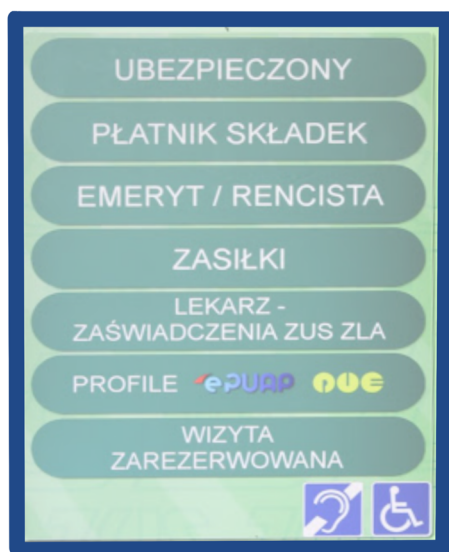 UBEZPIECZONY
PŁATNIK SKŁADEK
EMERYT / RENCISTA
ZASIŁKI
LEKARZ -
ZAŚWIADCZENIA ZUS ZLA
PROFILE ePUAP PUE
WIZYTA
ZAREZERWOWANA